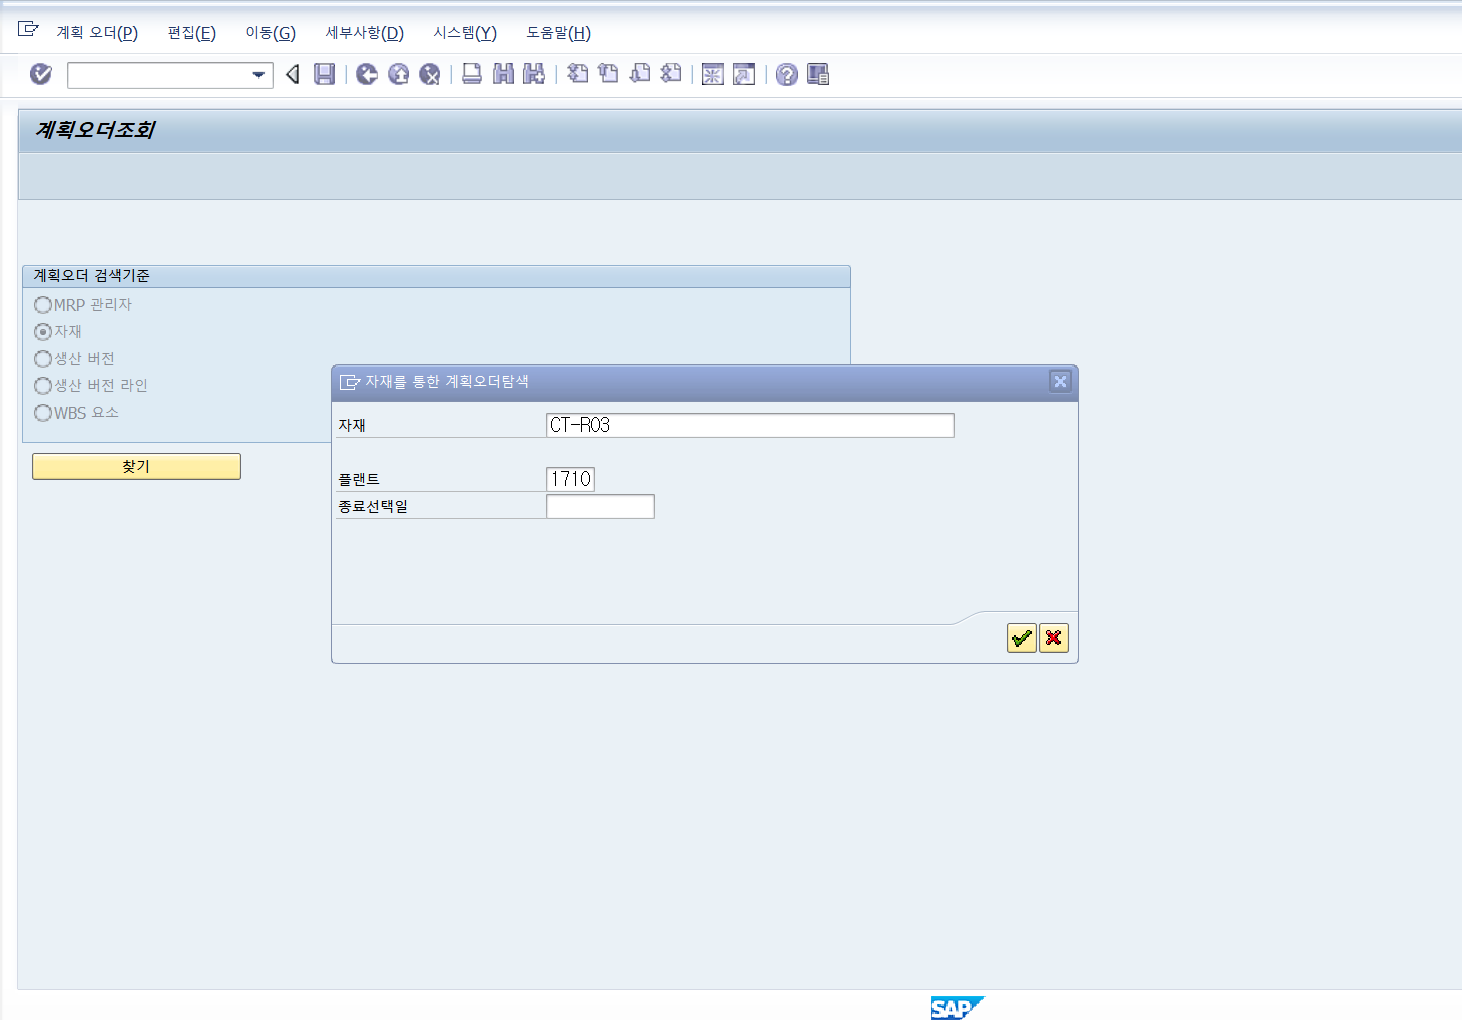 계획 오더(P) 편집(E) 이동(G) 세부사항(D) 시스템(Y) 도움말(H)
계획오더조회
계획오더 검색기준
MRP 관리자
자재
생산 버전
생산 버전 라인
WBS 요소
찾기
자재를 통한 계획오더탐색
자재 CT-R03
플랜트 1710
종료선택일
SAP